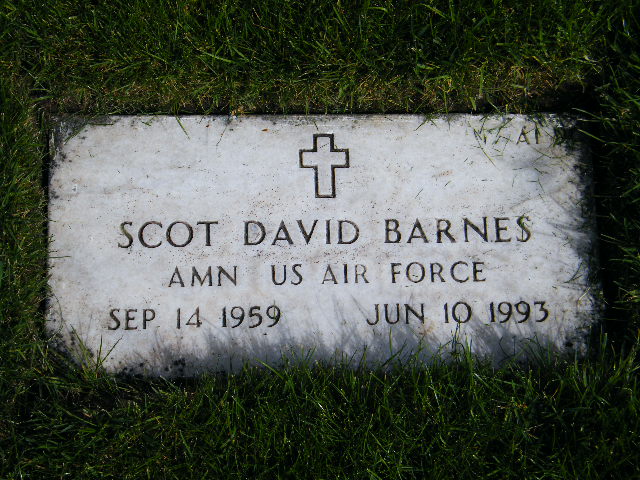 SCOT DAVID BARNES
AMN US AIR FORCE
SEP 14 1959 JUN 10 1993